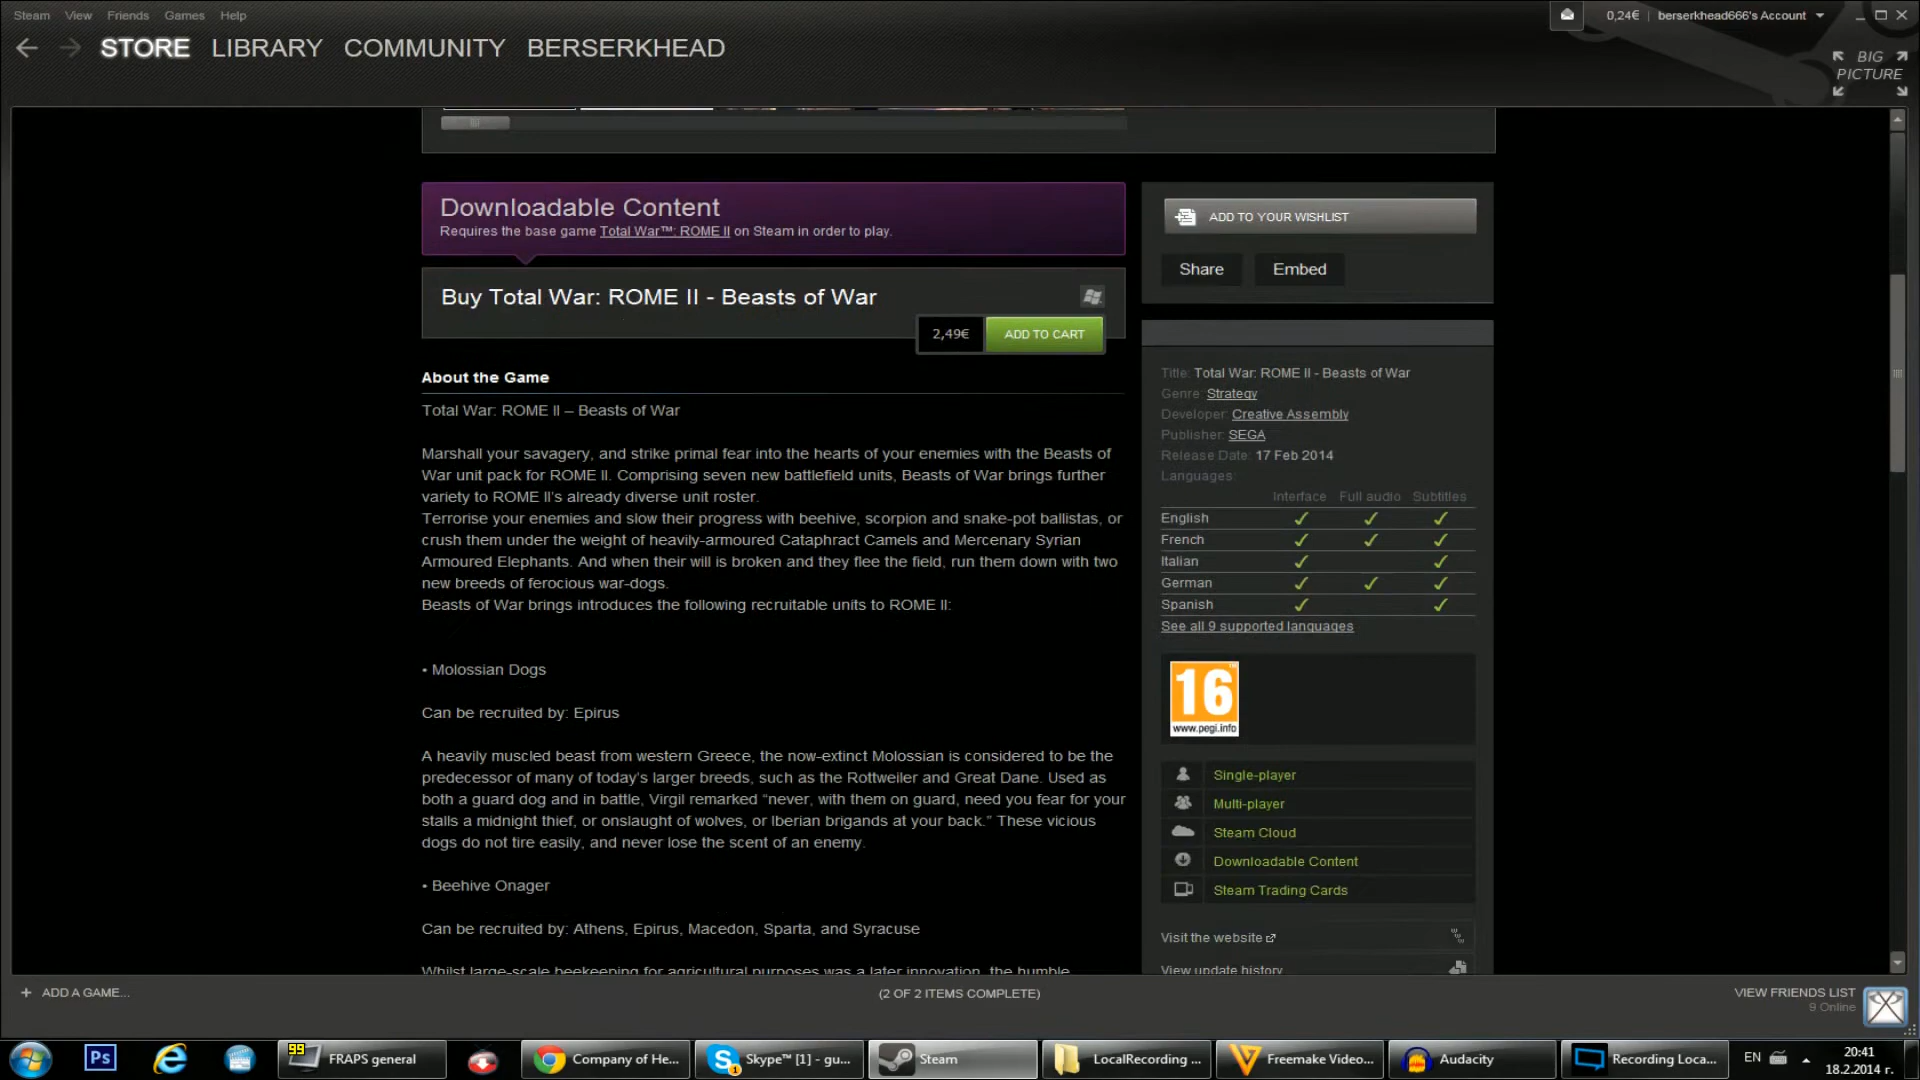 Steam View Friends Games Help
0,24€ | berserkhead666's Account
STORE LIBRARY COMMUNITY BERSERKHEAD
BIG
PICTURE
Downloadable Content
Requires the base game Total War™: ROME II on Steam in order to play.
Buy Total War: ROME II - Beasts of War
2,49€ ADD TO CART
About the Game
Total War: ROME II – Beasts of War
Marshall your savagery, and strike primal fear into the hearts of your enemies with the Beasts of
War unit pack for ROME II. Comprising seven new battlefield units, Beasts of War brings further
variety to ROME II's already diverse unit roster.
Terrorise your enemies and slow their progress with beehive, scorpion and snake-pot ballistas, or
crush them under the weight of heavily-armoured Cataphract Camels and Mercenary Syrian
Armoured Elephants. And when their will is broken and they flee the field, run them down with two
new breeds of ferocious war-dogs.
Beasts of War brings introduces the following recruitable units to ROME II:
• Molossian Dogs
Can be recruited by: Epirus
A heavily muscled beast from western Greece, the now-extinct Molossian is considered to be the
predecessor of many of today's larger breeds, such as the Rottweiler and Great Dane. Used as
both a guard dog and in battle, Virgil remarked “never, with them on guard, need you fear for your
stalls a midnight thief, or onslaught of wolves, or Iberian brigands at your back.” These vicious
dogs do not tire easily, and never lose the scent of an enemy.
• Beehive Onager
Can be recruited by: Athens, Epirus, Macedon, Sparta, and Syracuse
Whilst large-scale beekeeping for agricultural purposes was a later innovation, the humble
ADD TO YOUR WISHLIST
Share Embed
Title: Total War: ROME II - Beasts of War
Genre: Strategy
Developer: Creative Assembly
Publisher: SEGA
Release Date: 17 Feb 2014
Languages:
Interface Full audio Subtitles
English
French
Italian
German
Spanish
See all 9 supported languages
16
www.pegi.info
Single-player
Multi-player
Steam Cloud
Downloadable Content
Steam Trading Cards
Visit the website
View update history
+ ADD A GAME...
(2 OF 2 ITEMS COMPLETE)
VIEW FRIENDS LIST
9 Online
Ps
99 FRAPS general
Company of He...
1 Skype™ [1] - gu...
Steam
LocalRecording ...
Freemake Video...
Audacity
Recording Loca...
EN
20:41
18.2.2014 г.